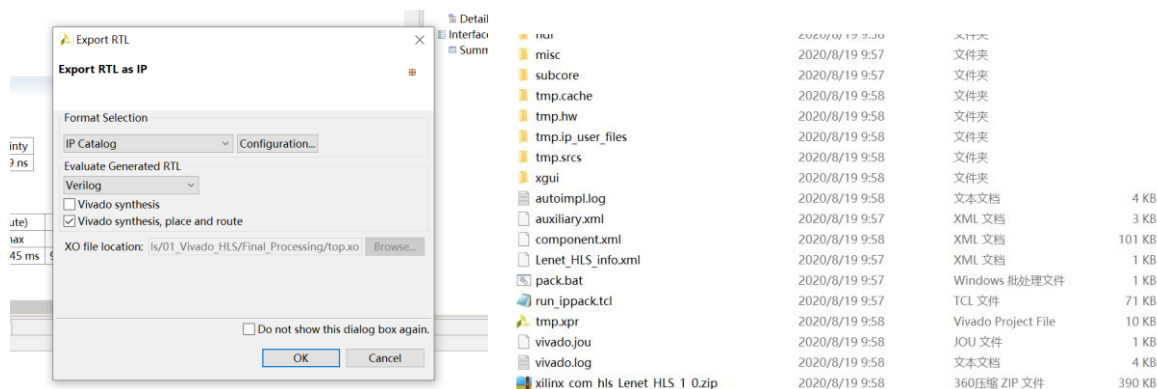 Detail
Interface
Summ
Export RTL
Export RTL as IP
Format Selection
IP Catalog
Configuration...
Evaluate Generated RTL
Verilog
Vivado synthesis
Vivado synthesis, place and route
XO file location:
ls/01_Vivado_HLS/Final_Processing/top.xo
Browse...
Do not show this dialog box again.
OK
Cancel
inty
9 ns
ute)
nax
45 ms
misc 2020/8/19 9:57 文件夹
subcore 2020/8/19 9:57 文件夹
tmp.cache 2020/8/19 9:58 文件夹
tmp.hw 2020/8/19 9:58 文件夹
tmp.ip_user_files 2020/8/19 9:58 文件夹
tmp.srcs 2020/8/19 9:58 文件夹
xgui 2020/8/19 9:58 文件夹
autoimpl.log 2020/8/19 9:58 文本文档 4 KB
auxiliary.xml 2020/8/19 9:57 XML 文档 3 KB
component.xml 2020/8/19 9:58 XML 文档 101 KB
Lenet_HLS_info.xml 2020/8/19 9:58 XML 文档 1 KB
pack.bat 2020/8/19 9:57 Windows 批处理文件 1 KB
run_ippack.tcl 2020/8/19 9:57 TCL 文件 71 KB
tmp.xpr 2020/8/19 9:58 Vivado Project File 10 KB
vivado.jou 2020/8/19 9:58 JOU 文件 1 KB
vivado.log 2020/8/19 9:58 文本文档 4 KB
xilinx_com_hls_Lenet_HLS_1_0.zip 2020/8/19 9:58 360压缩 ZIP 文件 390 KB